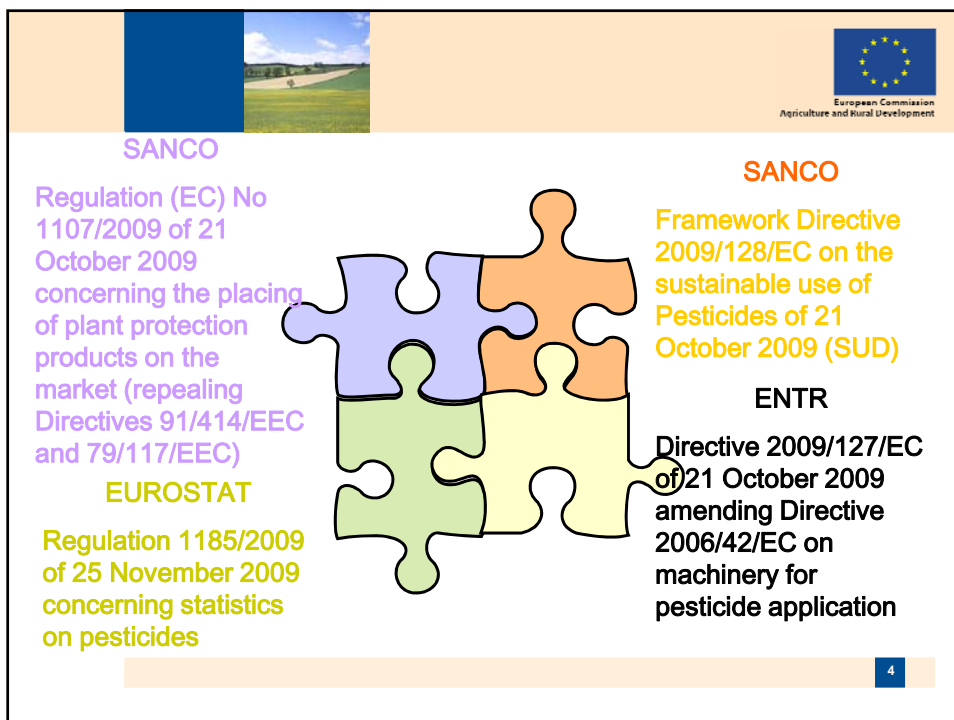 European Commission
Agriculture and Rural Development
SANCO
Regulation (EC) No
1107/2009 of 21
October 2009
concerning the placing
of plant protection
products on the
market (repealing
Directives 91/414/EEC
and 79/117/EEC)
EUROSTAT
Regulation 1185/2009
of 25 November 2009
concerning statistics
on pesticides
SANCO
Framework Directive
2009/128/EC on the
sustainable use of
Pesticides of 21
October 2009 (SUD)
ENTR
Directive 2009/127/EC
of 21 October 2009
amending Directive
2006/42/EC on
machinery for
pesticide application
4